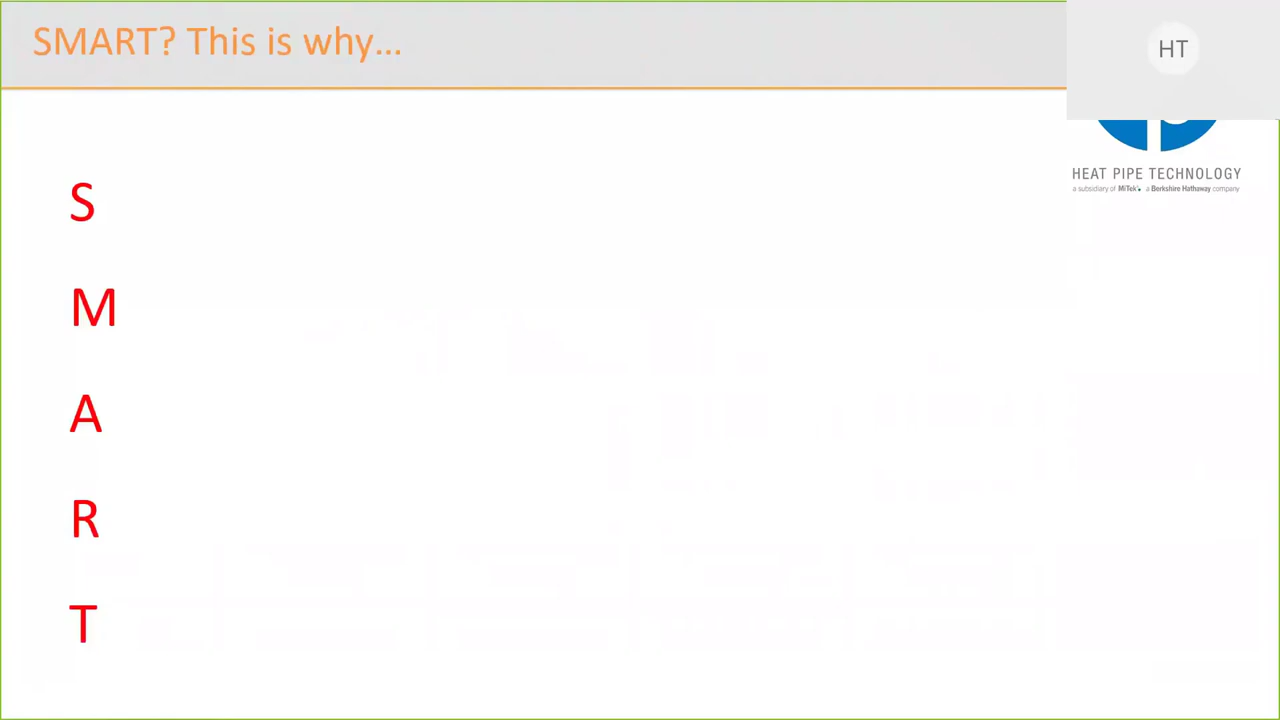 SMART? This is why...
HT
HEAT PIPE TECHNOLOGY
a subsidiary of MiTek® a Berkshire Hathaway company
S
M
A
R
T